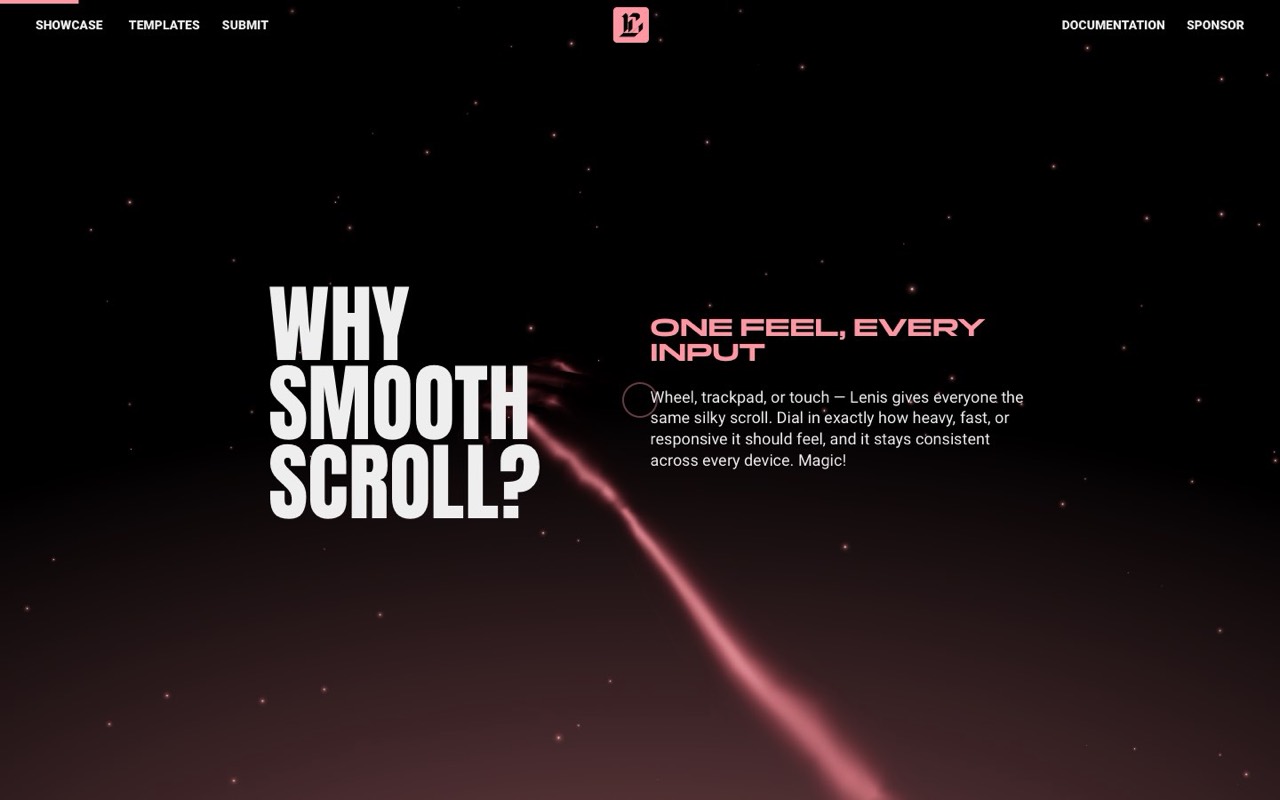 SHOWCASE TEMPLATES SUBMIT DOCUMENTATION SPONSOR
WHY
SMOOTH
SCROLL?
ONE FEEL, EVERY
INPUT
Wheel, trackpad, or touch — Lenis gives everyone the
same silky scroll. Dial in exactly how heavy, fast, or
responsive it should feel, and it stays consistent
across every device. Magic!